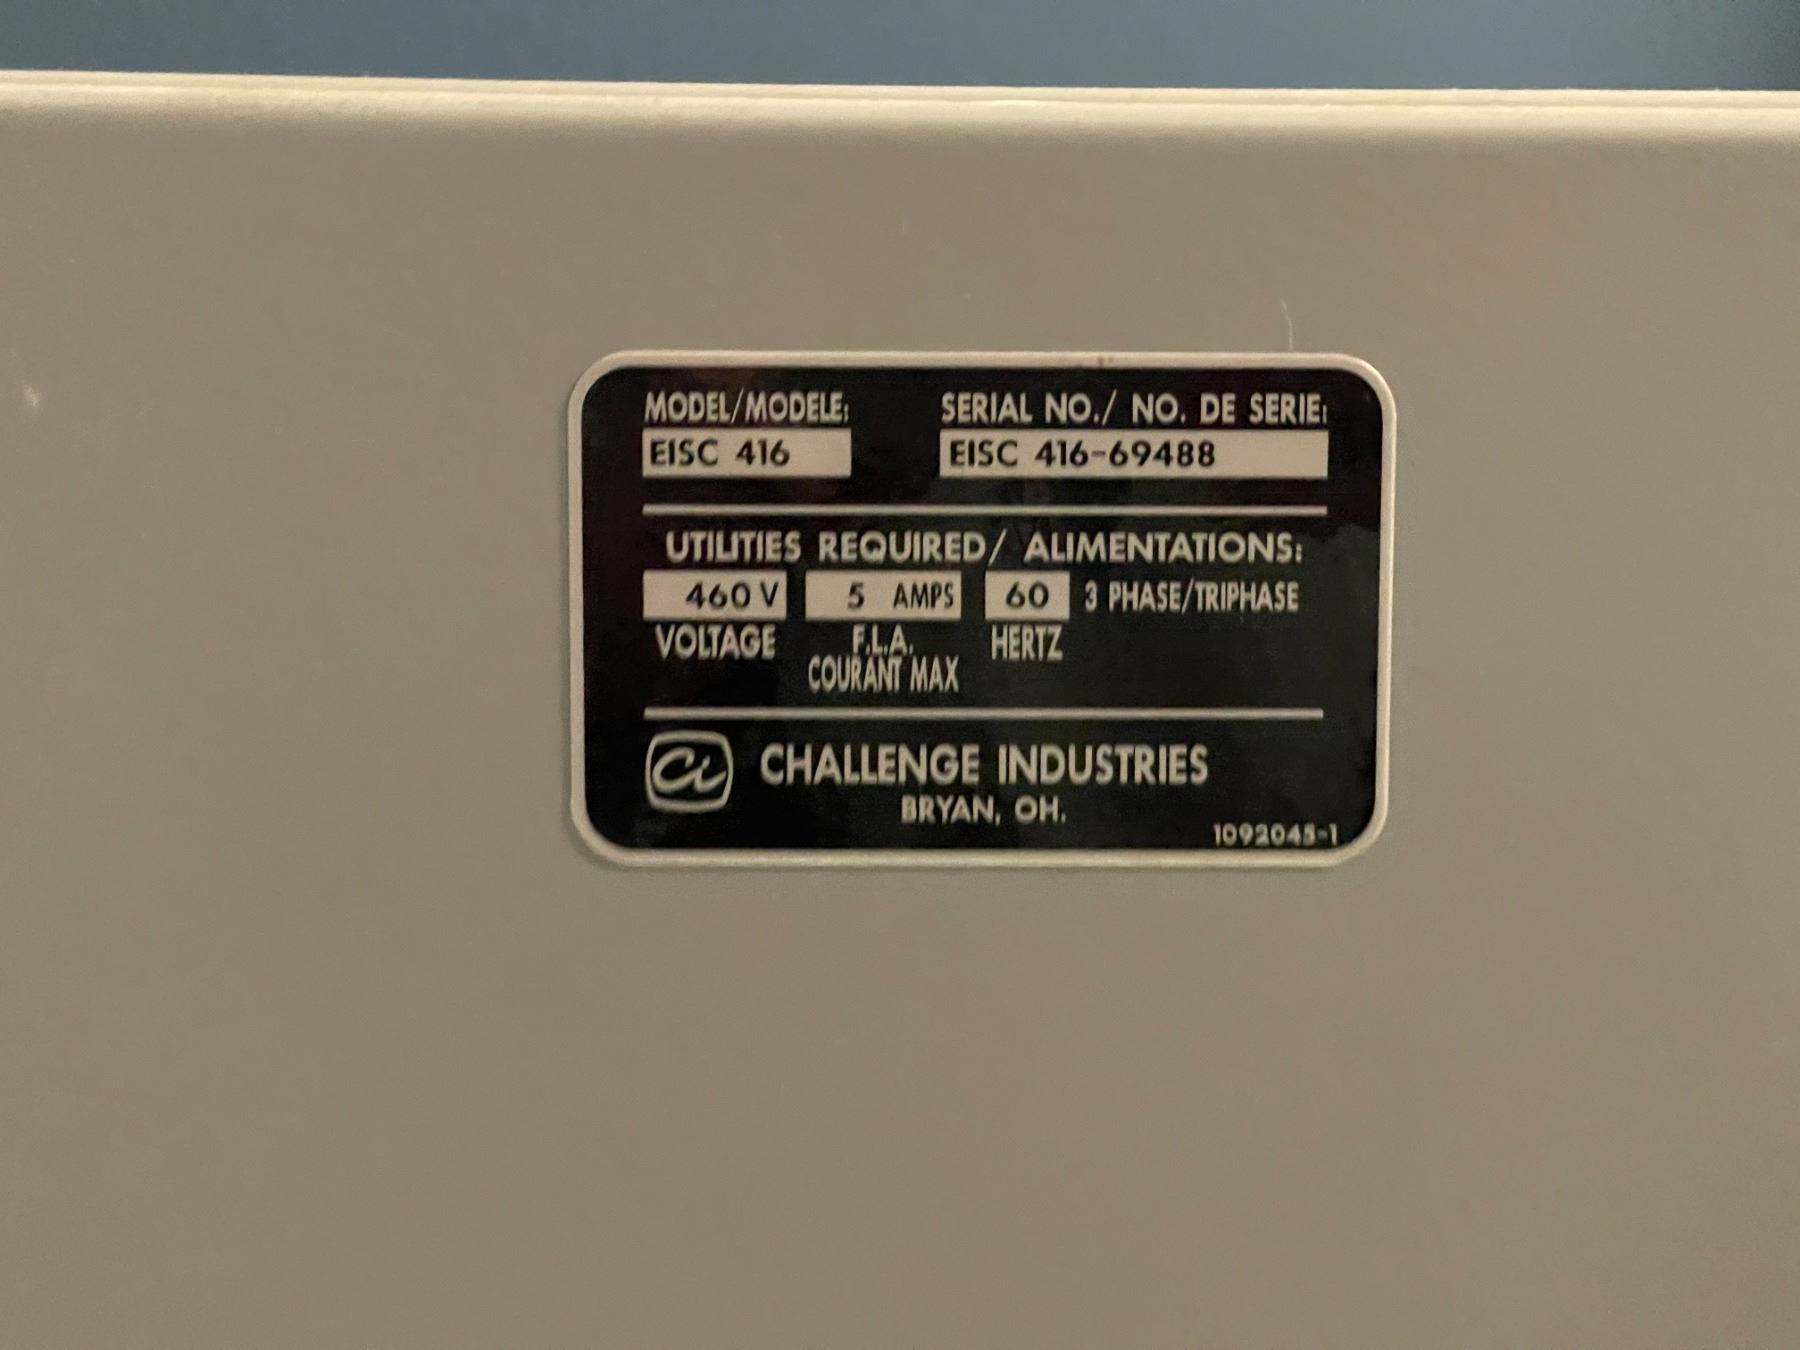 MODEL/MODELE: SERIAL NO./ NO. DE SERIE:
EISC 416 EISC 416-69488
UTILITIES REQUIRED/ ALIMENTATIONS:
460 V 5 AMPS 60 3 PHASE/TRIPHASE
VOLTAGE F.L.A. HERTZ
COURANT MAX
Ci CHALLENGE INDUSTRIES
BRYAN, OH.
1092045-1